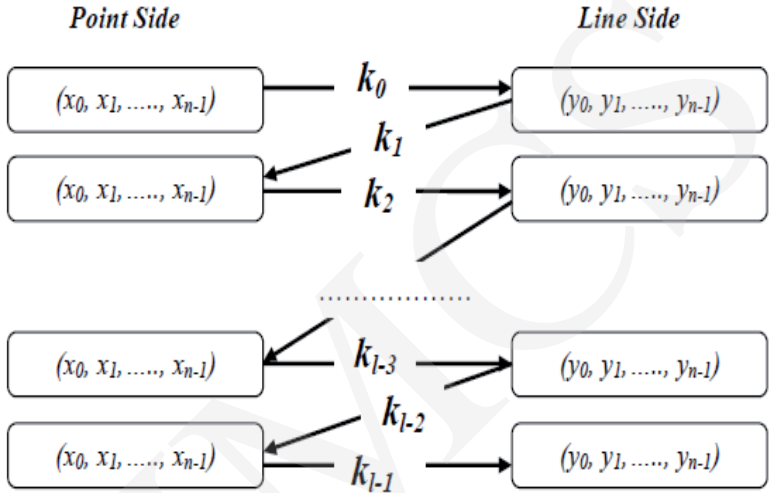 Point Side Line Side
(x0, x1, ....., xn-1) k0 (y0, y1, ....., yn-1)
k1
(x0, x1, ....., xn-1) k2 (y0, y1, ....., yn-1)
....................
(x0, x1, ....., xn-1) kl-3 (y0, y1, ....., yn-1)
kl-2
(x0, x1, ....., xn-1) kl-1 (y0, y1, ....., yn-1)